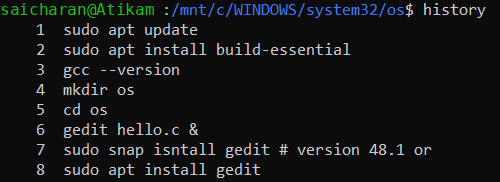 saicharan@Atikam :/mnt/c/WINDOWS/system32/os$ history
1 sudo apt update
2 sudo apt install build-essential
3 gcc --version
4 mkdir os
5 cd os
6 gedit hello.c &
7 sudo snap isntall gedit # version 48.1 or
8 sudo apt install gedit